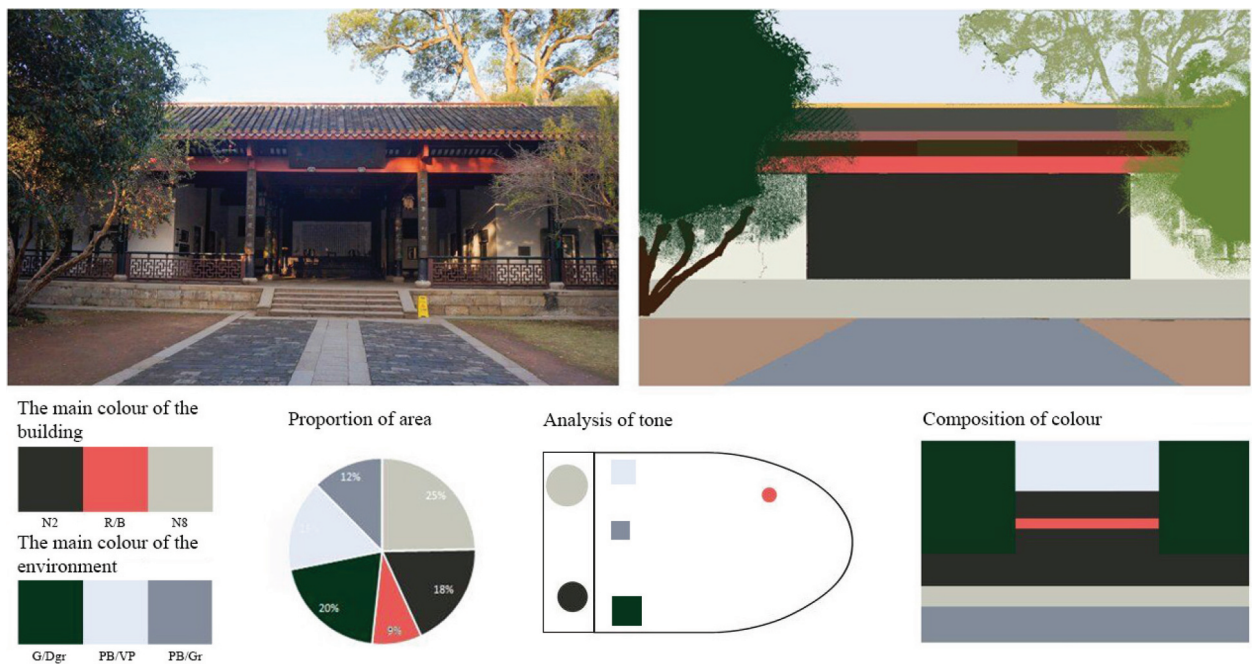 The main colour of the
building
N2 R/B N8
The main colour of the
environment
G/Dgr PB/VP PB/Gr
Proportion of area
12%
25%
18%
20%
9%
Analysis of tone
Composition of colour